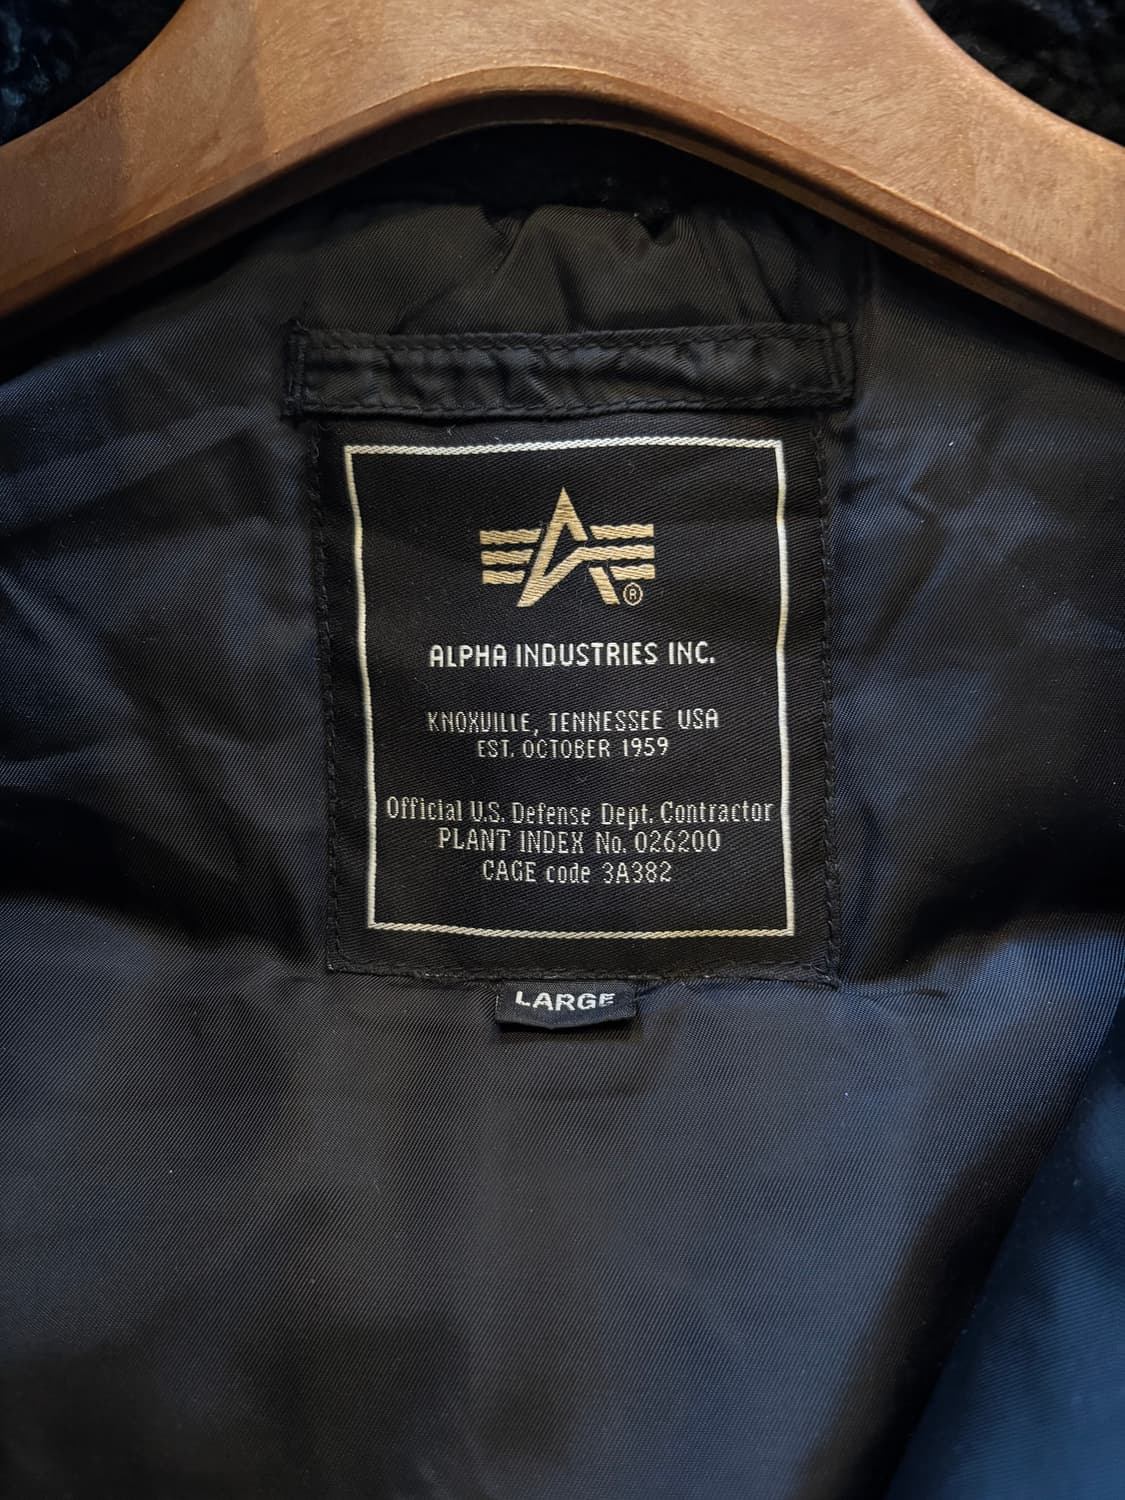 ®
ALPHA INDUSTRIES INC.
KNOXVILLE, TENNESSEE USA
EST. OCTOBER 1959
Official U.S. Defense Dept. Contractor
PLANT INDEX No. 026200
CAGE code 3A382
LARGE